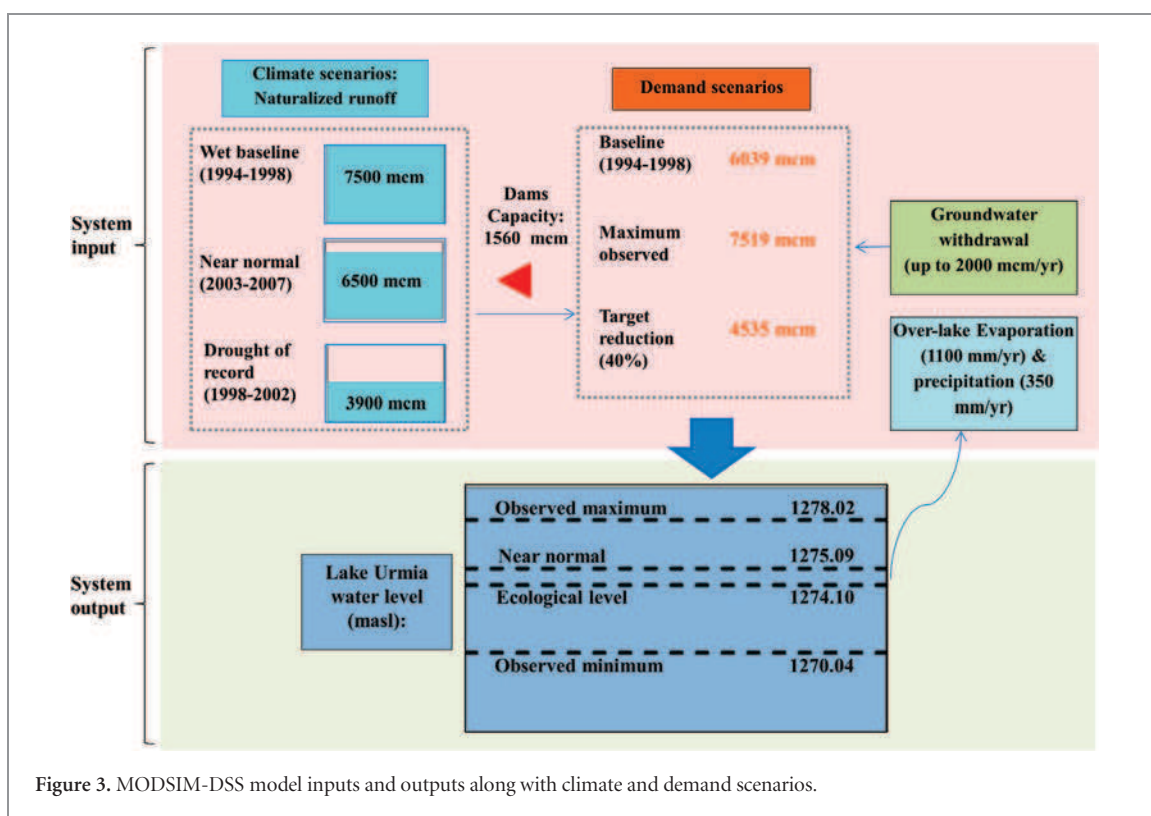 Climate scenarios:
Naturalized runoff
Demand scenarios
System
input
Wet baseline
(1994-1998)
7500 mcm
Near normal
(2003-2007)
6500 mcm
Drought of
record
(1998-2002)
3900 mcm
Dams
Capacity:
1560 mcm
Baseline
(1994-1998)
6039 mcm
Maximum
observed
7519 mcm
Target
reduction
(40%)
4535 mcm
Groundwater
withdrawal
(up to 2000 mcm/yr)
Over-lake Evaporation
(1100 mm/yr) &
precipitation (350
mm/yr)
System
output
Lake Urmia
water level
(masl):
Observed maximum 1278.02
Near normal 1275.09
Ecological level 1274.10
Observed minimum 1270.04
Figure 3. MODSIM-DSS model inputs and outputs along with climate and demand scenarios.